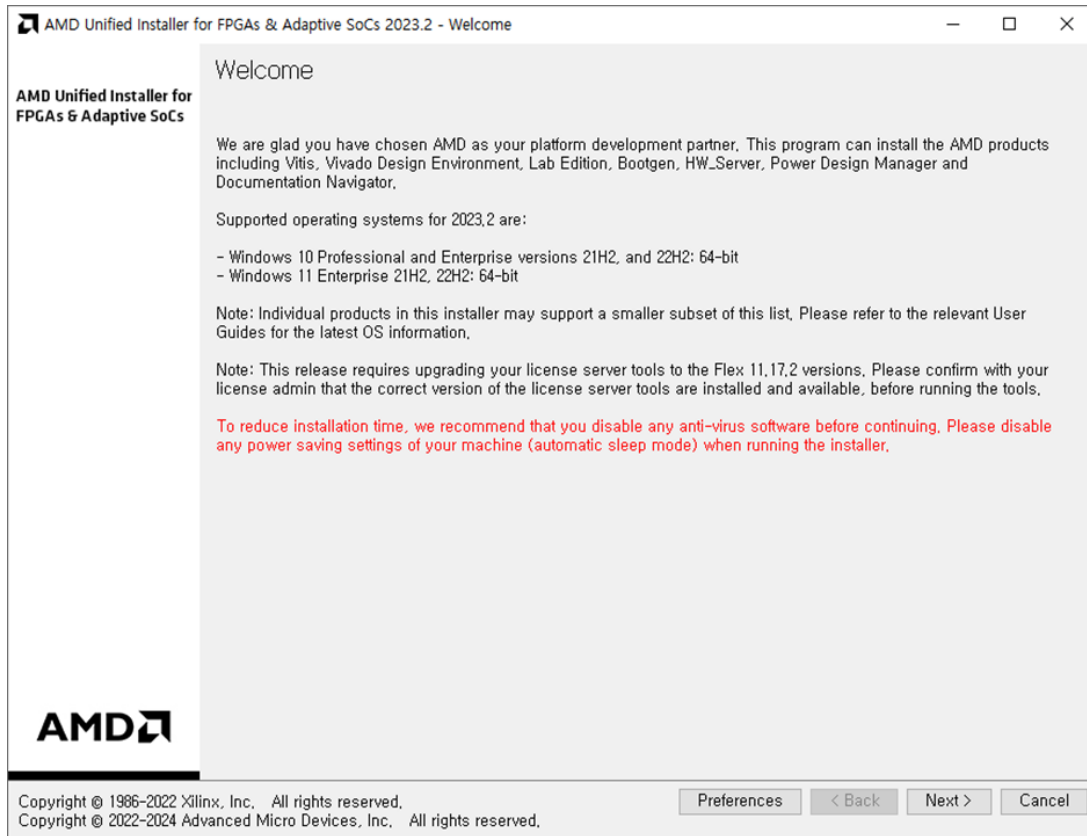 AMD Unified Installer for FPGAs & Adaptive SoCs 2023.2 - Welcome
AMD Unified Installer for
FPGAs & Adaptive SoCs
Welcome
We are glad you have chosen AMD as your platform development partner. This program can install the AMD products
including Vitis, Vivado Design Environment, Lab Edition, Bootgen, HW_Server, Power Design Manager and
Documentation Navigator.
Supported operating systems for 2023.2 are:
- Windows 10 Professional and Enterprise versions 21H2, and 22H2: 64-bit
- Windows 11 Enterprise 21H2, 22H2: 64-bit
Note: Individual products in this installer may support a smaller subset of this list. Please refer to the relevant User
Guides for the latest OS information.
Note: This release requires upgrading your license server tools to the Flex 11.17.2 versions. Please confirm with your
license admin that the correct version of the license server tools are installed and available, before running the tools.
To reduce installation time, we recommend that you disable any anti-virus software before continuing. Please disable
any power saving settings of your machine (automatic sleep mode) when running the installer.
AMD
Copyright © 1986-2022 Xilinx, Inc. All rights reserved.
Copyright © 2022-2024 Advanced Micro Devices, Inc. All rights reserved.
Preferences
< Back
Next >
Cancel